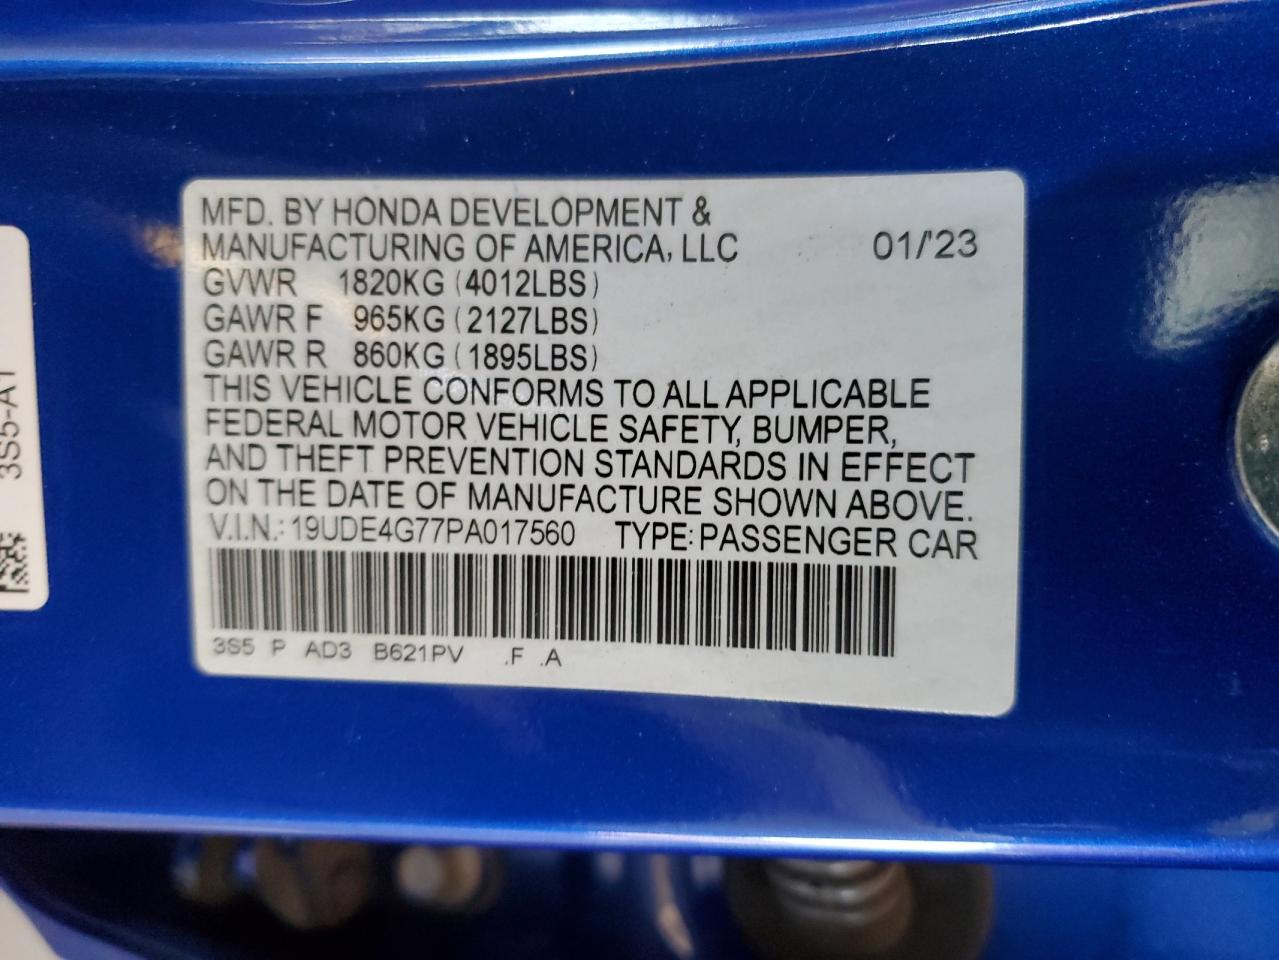 MFD. BY HONDA DEVELOPMENT &
MANUFACTURING OF AMERICA, LLC 01/'23
GVWR 1820KG (4012LBS)
GAWR F 965KG (2127LBS)
GAWR R 860KG (1895LBS)
THIS VEHICLE CONFORMS TO ALL APPLICABLE
FEDERAL MOTOR VEHICLE SAFETY, BUMPER,
AND THEFT PREVENTION STANDARDS IN EFFECT
ON THE DATE OF MANUFACTURE SHOWN ABOVE.
V.I.N.: 19UDE4G77PA017560 TYPE: PASSENGER CAR
3S5 P AD3 B621PV .F .A
3S5-A1